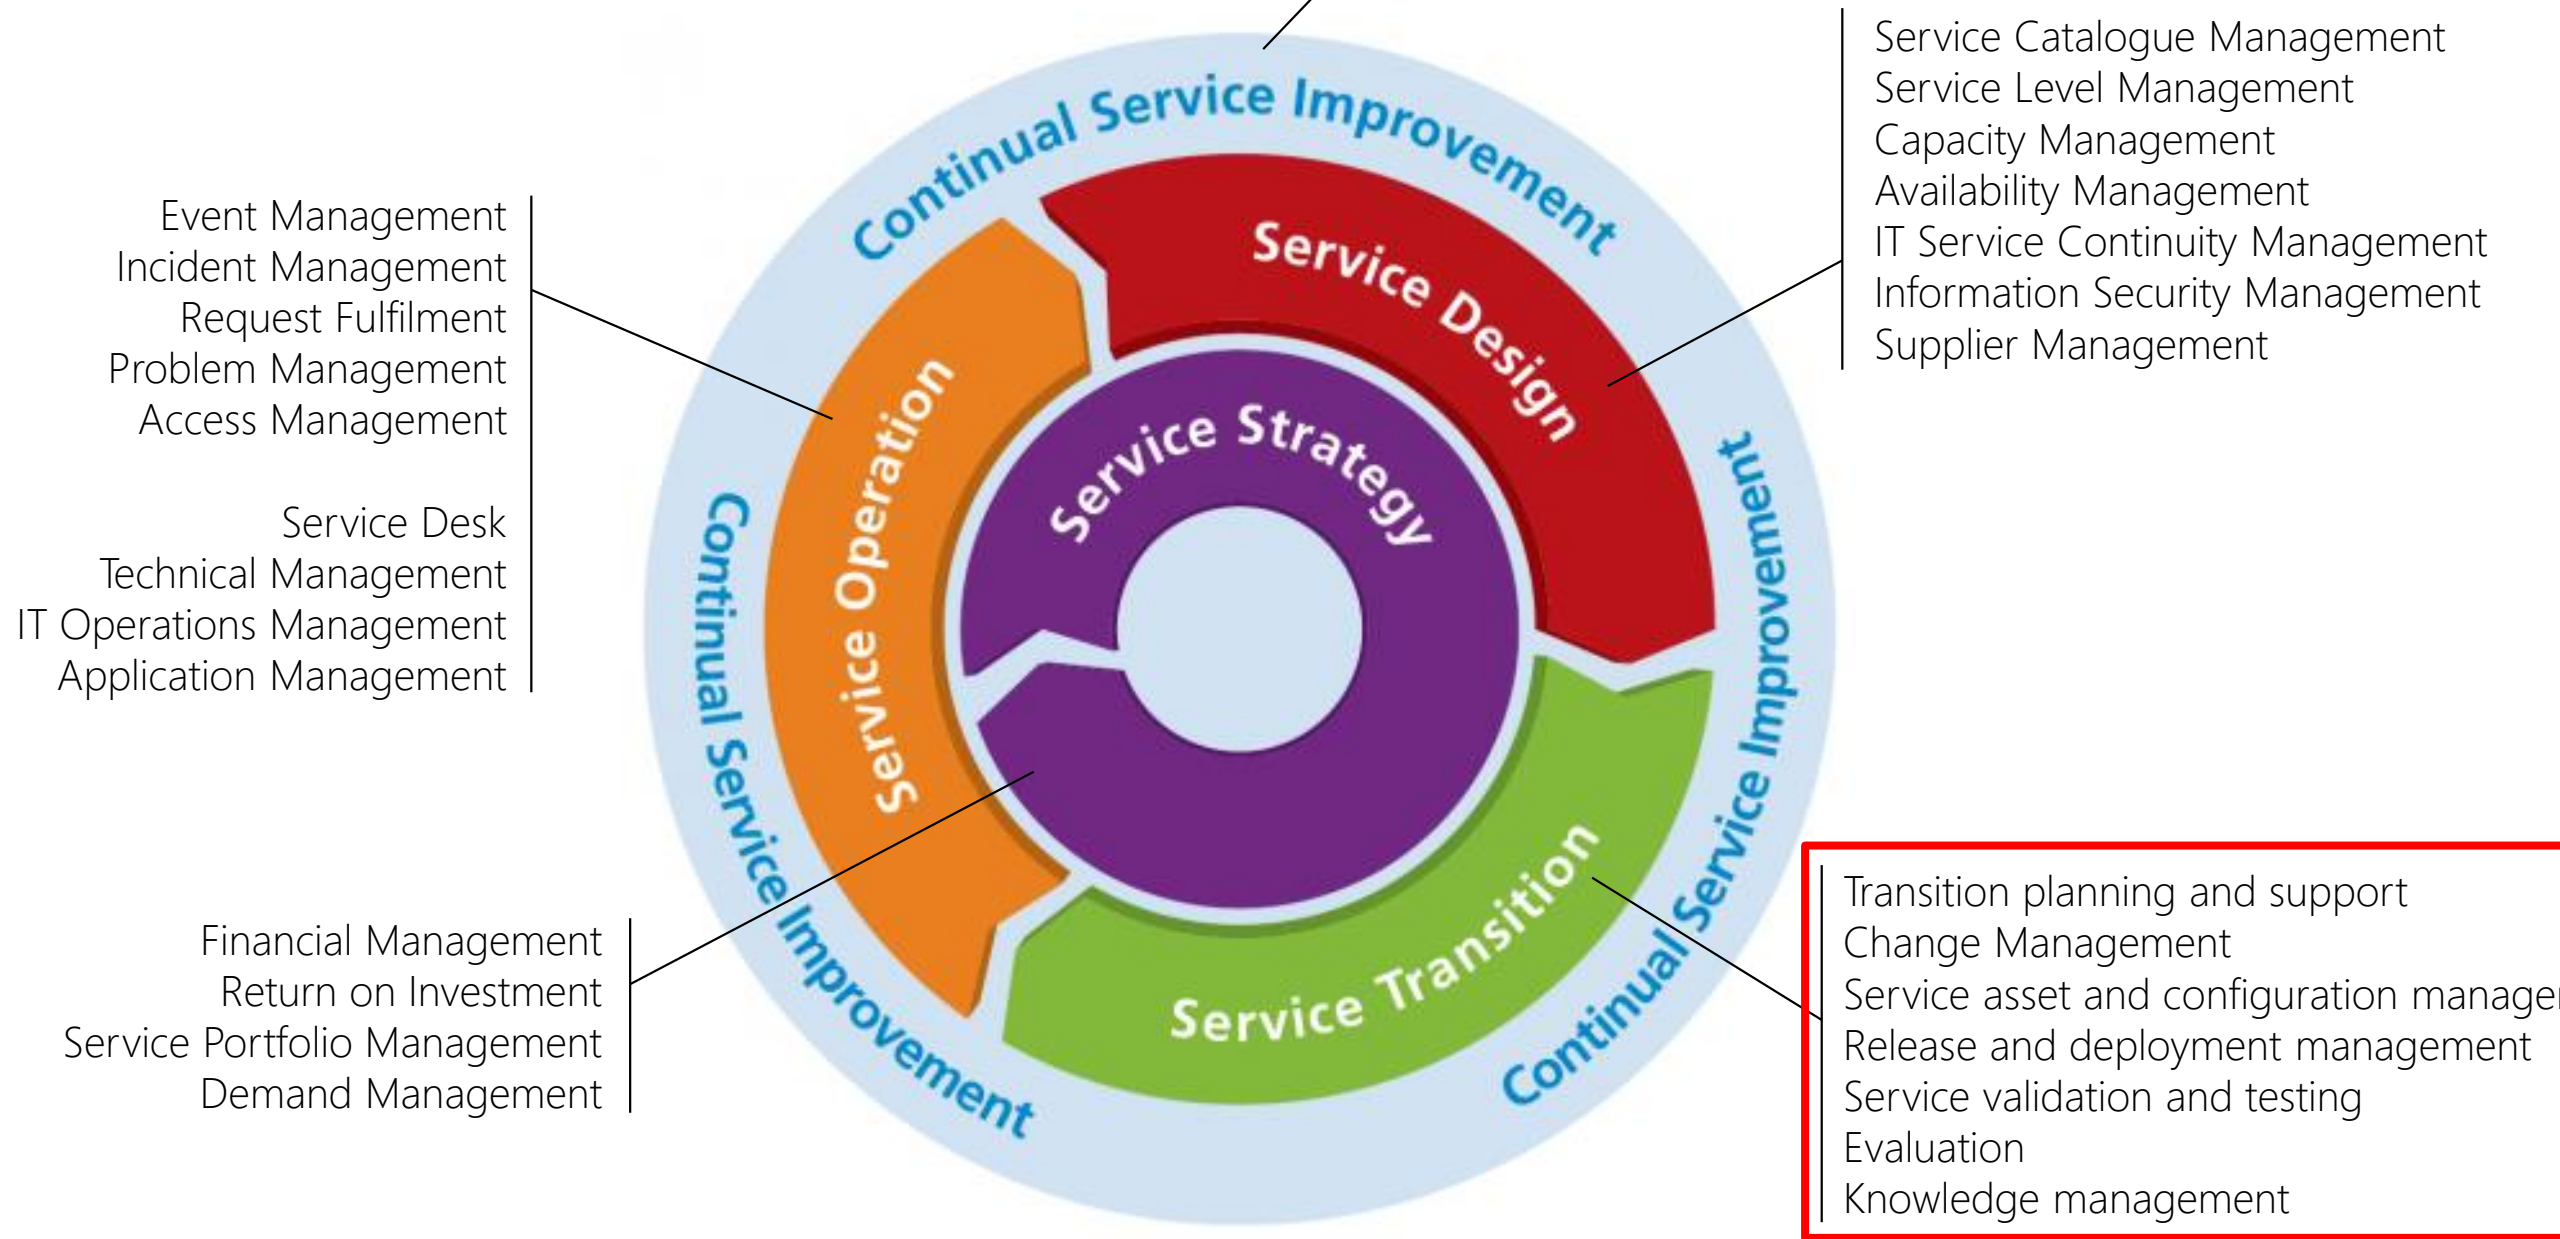 Continual Service Improvement
Service Catalogue Management
Service Level Management
Capacity Management
Availability Management
IT Service Continuity Management
Information Security Management
Supplier Management
Event Management
Incident Management
Request Fulfilment
Problem Management
Access Management
Service Desk
Technical Management
IT Operations Management
Application Management
Service Design
Service Strategy
Service Operation
Continual Service Improvement
Continual Service Improvement
Service Transition
Financial Management
Return on Investment
Service Portfolio Management
Demand Management
Transition planning and support
Change Management
Service asset and configuration
Release and deployment management
Service validation and testing
Evaluation
Knowledge management